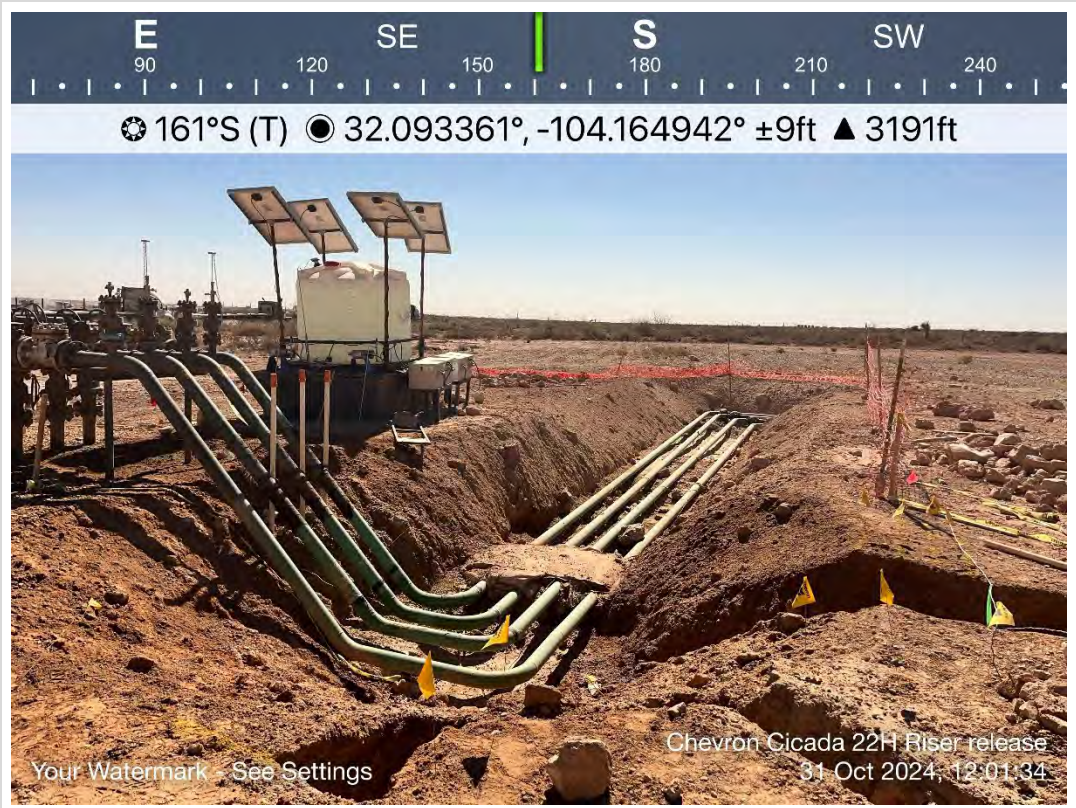 E SE S SW
90 120 150 180 210 240
161°S (T) 32.093361°, -104.164942° ±9ft ▲ 3191ft
Chevron Cicada 22H Riser release
Your Watermark - See Settings 31 Oct 2024, 12:01:34